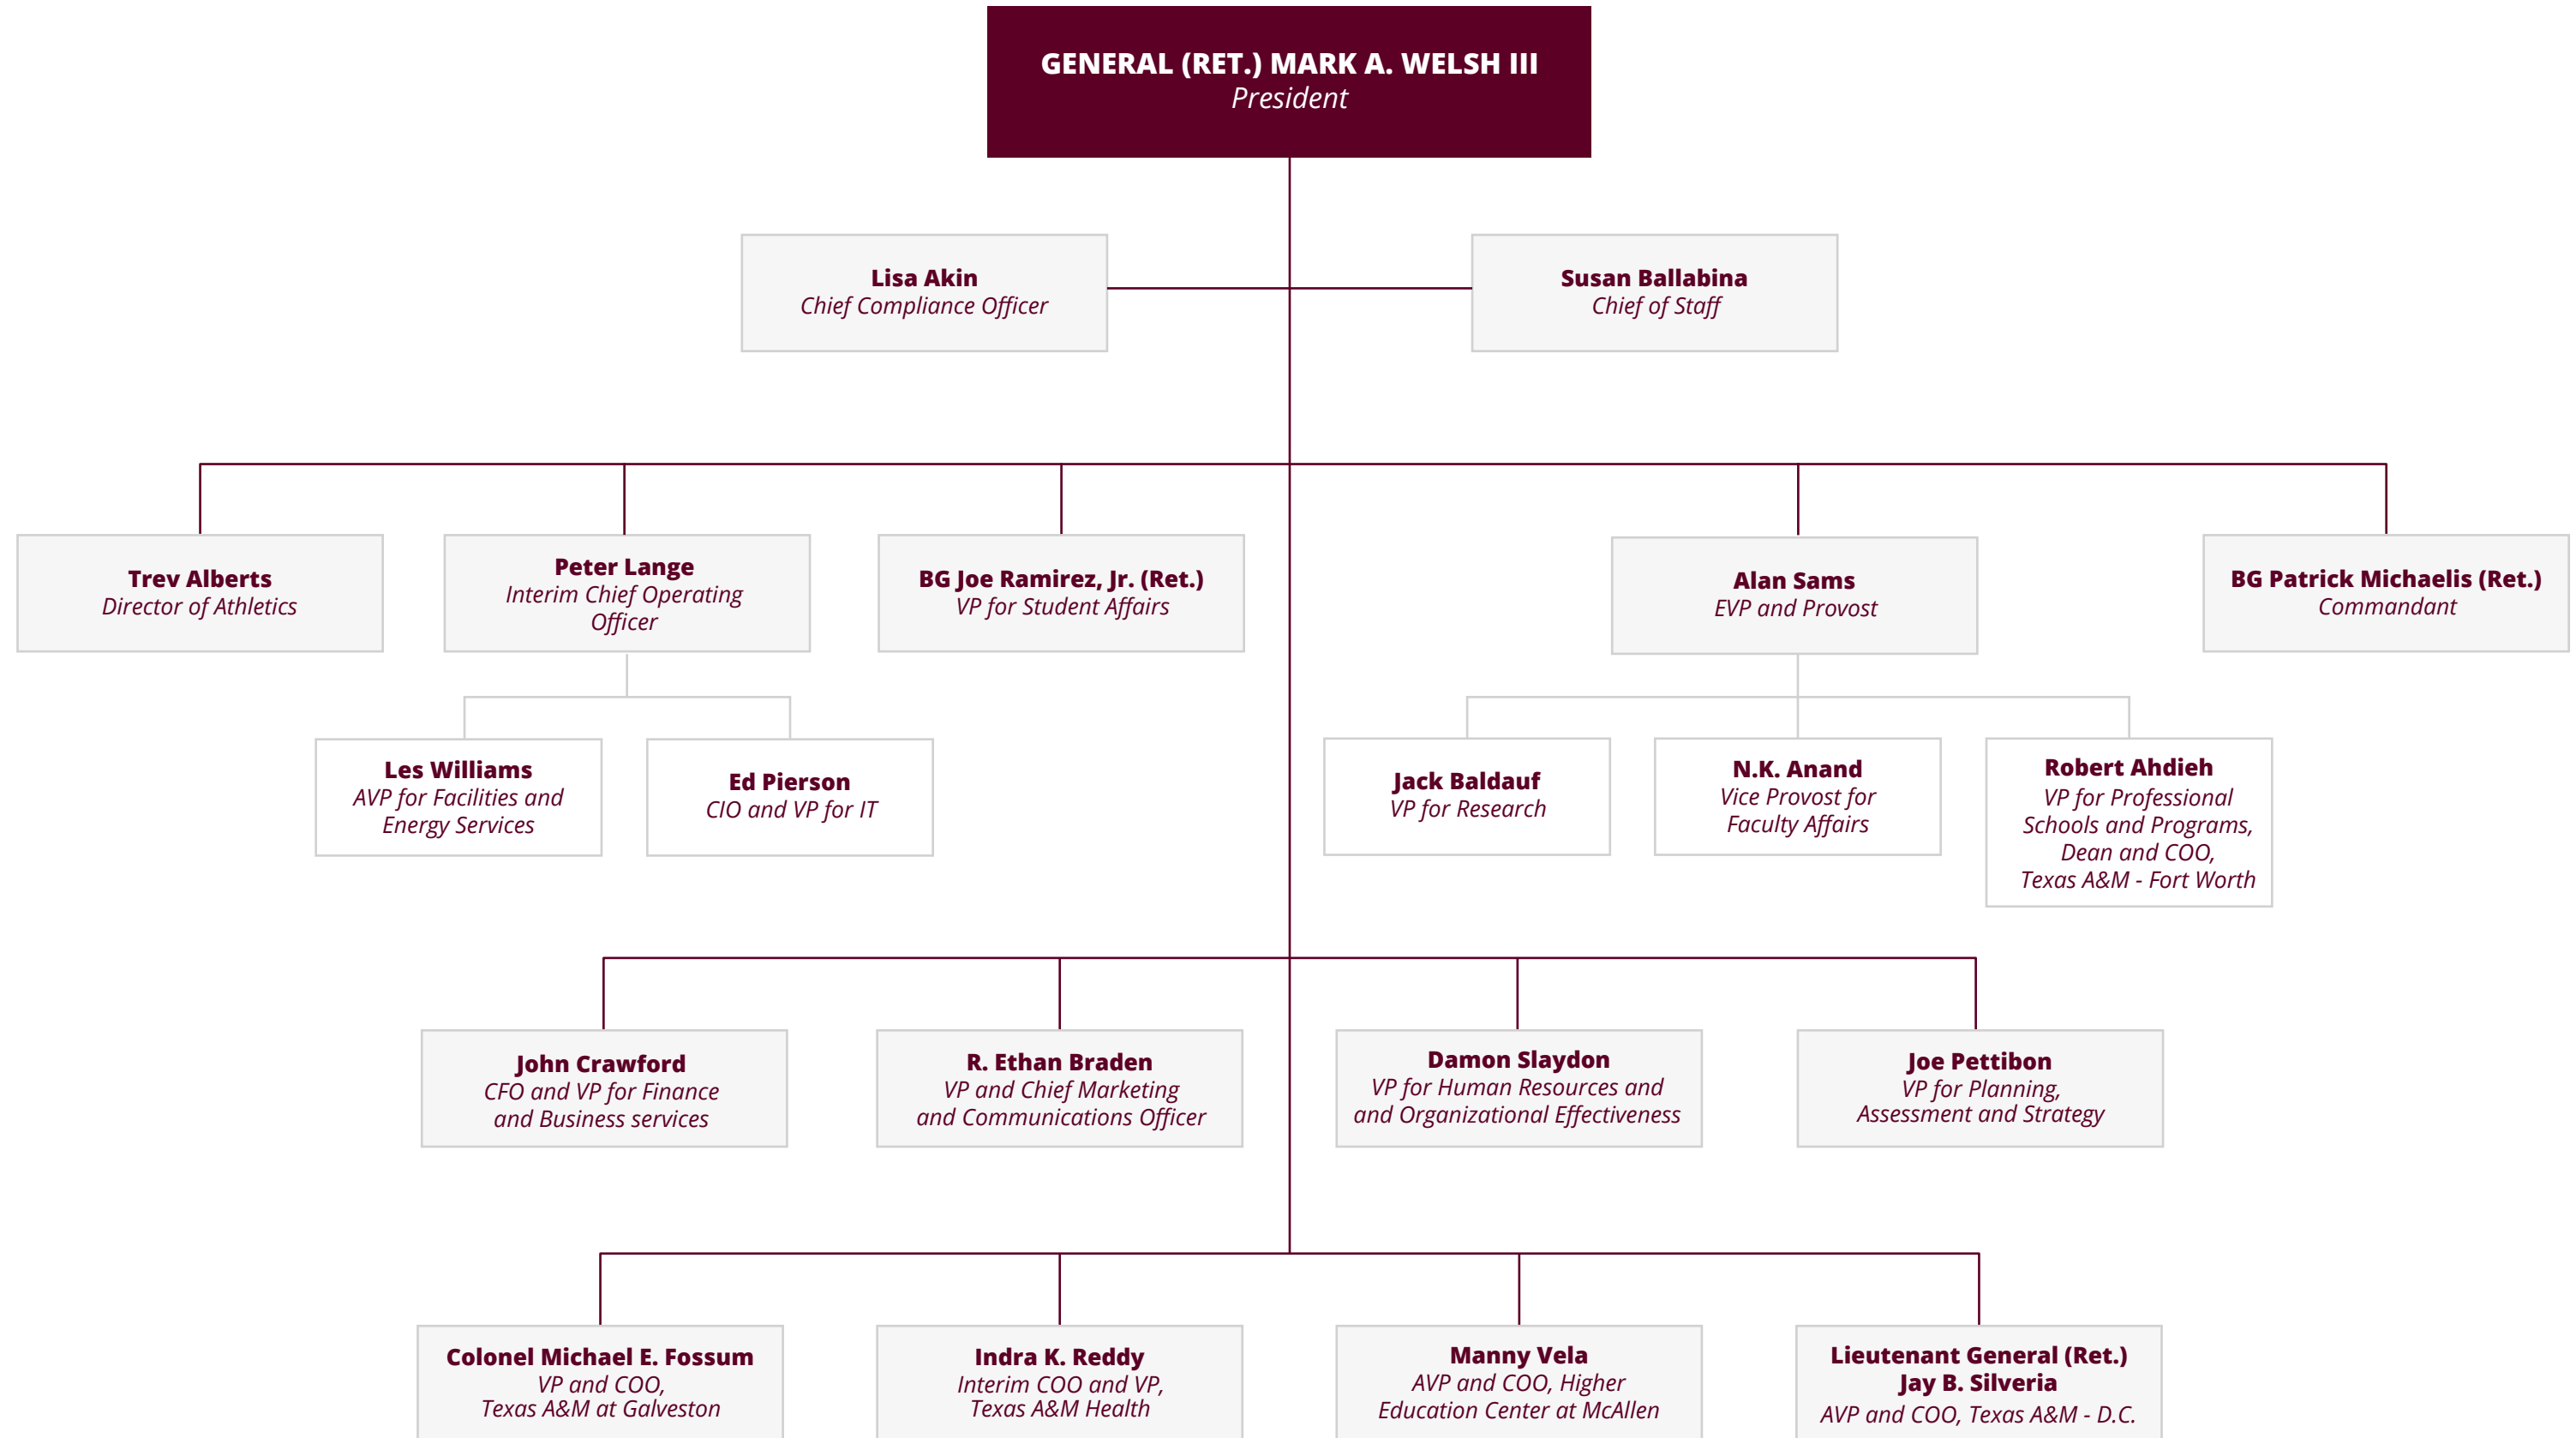 GENERAL (RET.) MARK A. WELSH III
President
Lisa Akin
Chief Compliance Officer
Susan Ballabina
Chief of Staff
Trev Alberts
Director of Athletics
Peter Lange
Interim Chief Operating
Officer
BG Joe Ramirez, Jr. (Ret.)
VP for Student Affairs
Alan Sams
EVP and Provost
BG Patrick Michaelis (Ret.)
Commandant
Les Williams
AVP for Facilities and
Energy Services
Ed Pierson
CIO and VP for IT
Jack Baldauf
VP for Research
N.K. Anand
Vice Provost for
Faculty Affairs
Robert Ahdieh
VP for Professional
Schools and Programs,
Dean and COO,
Texas A&M - Fort Worth
John Crawford
CFO and VP for Finance
and Business services
R. Ethan Braden
VP and Chief Marketing
and Communications Officer
Damon Slaydon
VP for Human Resources and
and Organizational Effectiveness
Joe Pettibon
VP for Planning,
Assessment and Strategy
Colonel Michael E. Fossum
VP and COO,
Texas A&M at Galveston
Indra K. Reddy
Interim COO and VP,
Texas A&M Health
Manny Vela
AVP and COO, Higher
Education Center at McAllen
Lieutenant General (Ret.)
Jay B. Silveria
AVP and COO, Texas A&M - D.C.